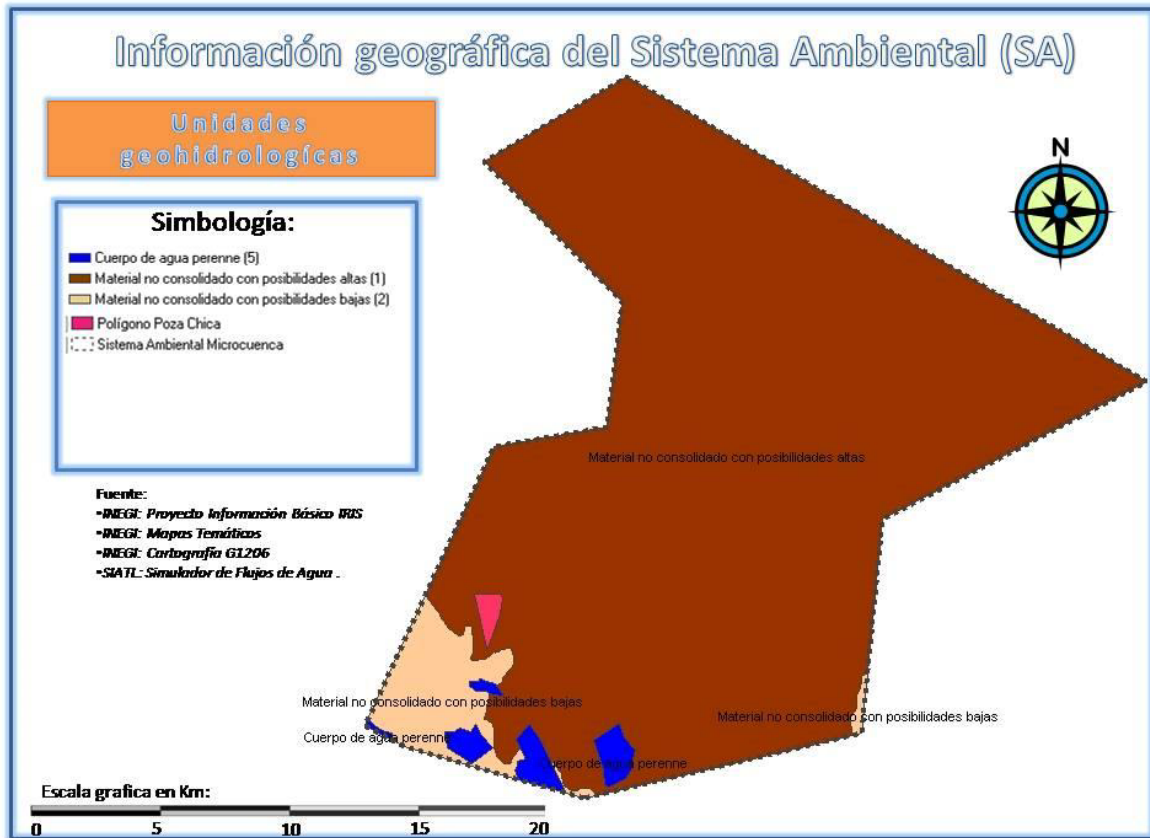 Información geográfica del Sistema Ambiental (SA)
Unidades
geohidrologícas
Simbología:
Cuerpo de agua perenne (5)
Material no consolidado con posibilidades altas (1)
Material no consolidado con posibilidades bajas (2)
Polígono Poza Chica
Sistema Ambiental Microcuenca
N
Material no consolidado con posibilidades altas
Fuente:
•INEGI: Proyecto Información Básico IRIS
•INEGI: Mapas Temáticos
•INEGI: Cartografía G1206
•SIATL: Simulador de Flujos de Agua .
Material no consolidado con posibilidades bajas
Material no consolidado con posibilidades bajas
Cuerpo de agua perenne
Cuerpo de agua perenne
Escala grafica en Km:
0 5 10 15 20